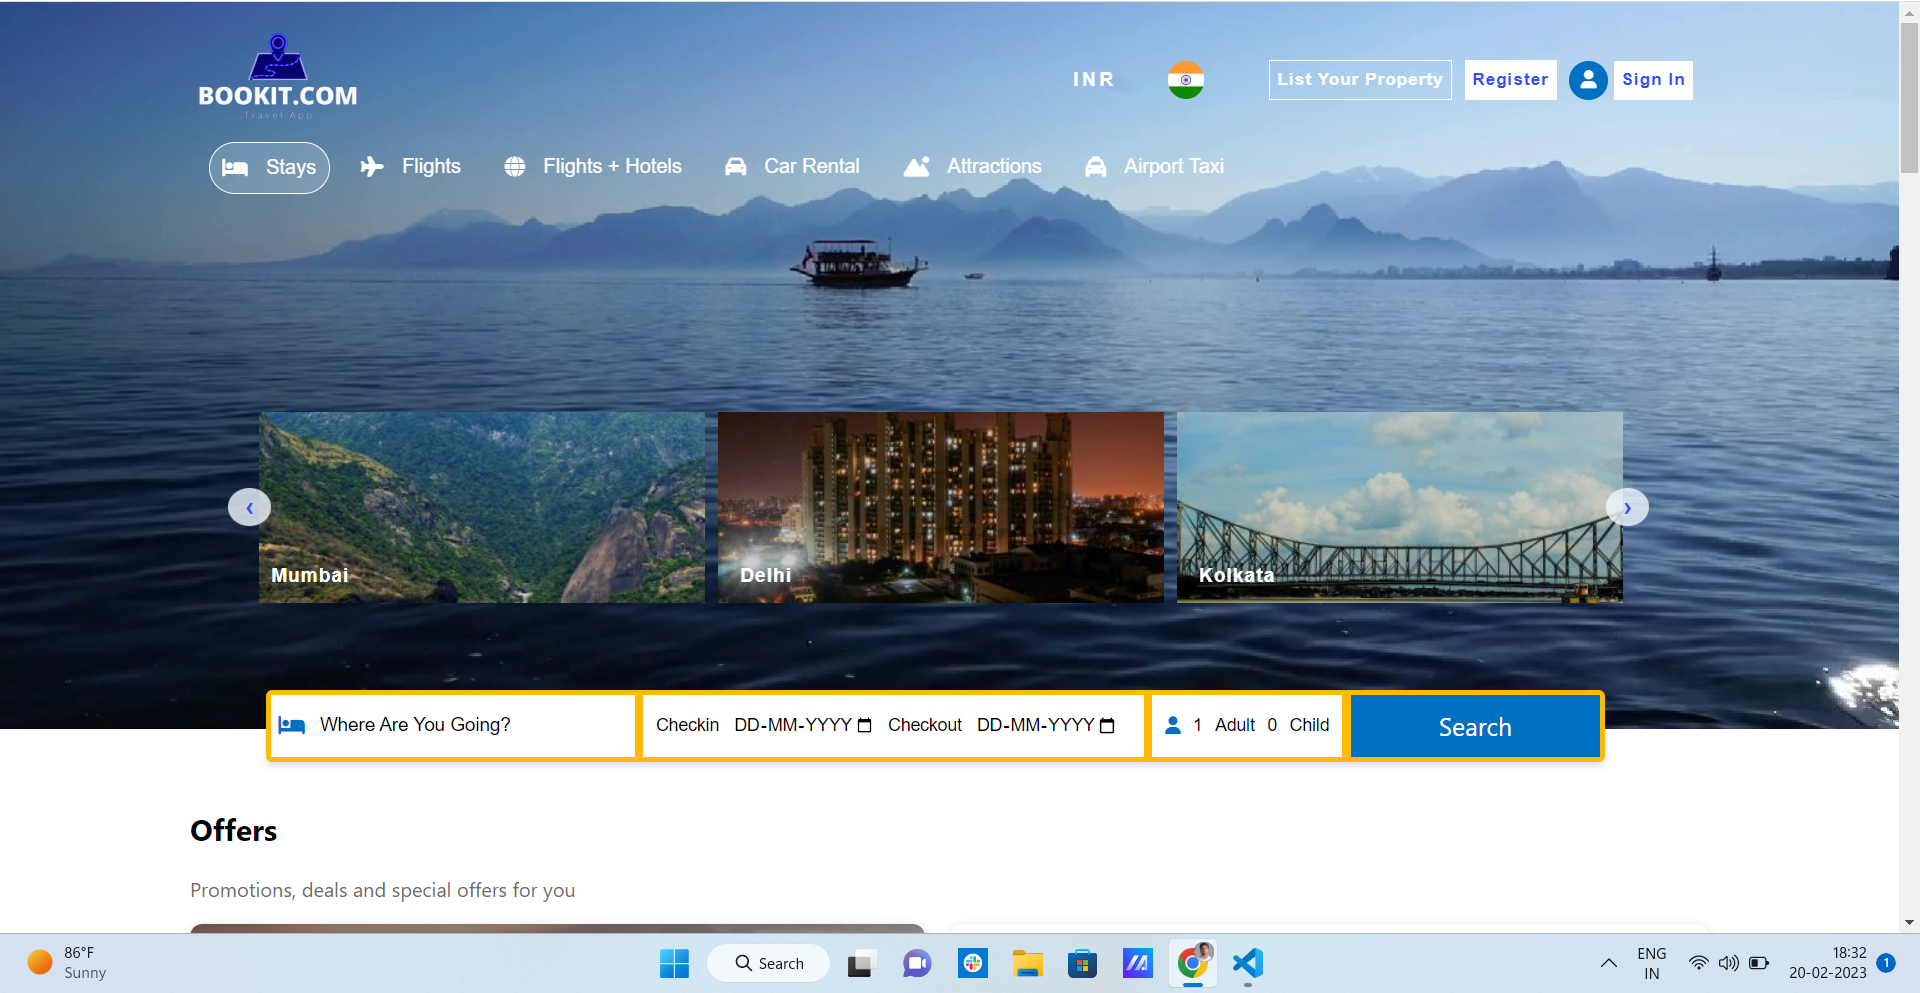 BOOKIT.COM
Travel App
INR
List Your Property
Register
Sign In
Stays
Flights
Flights + Hotels
Car Rental
Attractions
Airport Taxi
‹
›
Mumbai
Delhi
Kolkata
Where Are You Going?
Checkin DD-MM-YYYY Checkout DD-MM-YYYY
1 Adult 0 Child
Search
Offers
Promotions, deals and special offers for you
86°F
Sunny
Search
ENG
IN
18:32
20-02-2023
1